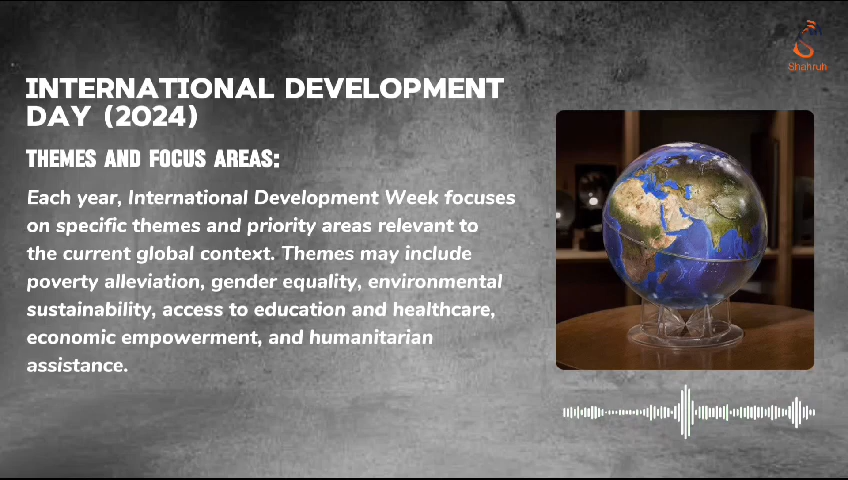 Shahruh
INTERNATIONAL DEVELOPMENT
DAY (2024)
THEMES AND FOCUS AREAS:
Each year, International Development Week focuses
on specific themes and priority areas relevant to
the current global context. Themes may include
poverty alleviation, gender equality, environmental
sustainability, access to education and healthcare,
economic empowerment, and humanitarian
assistance.